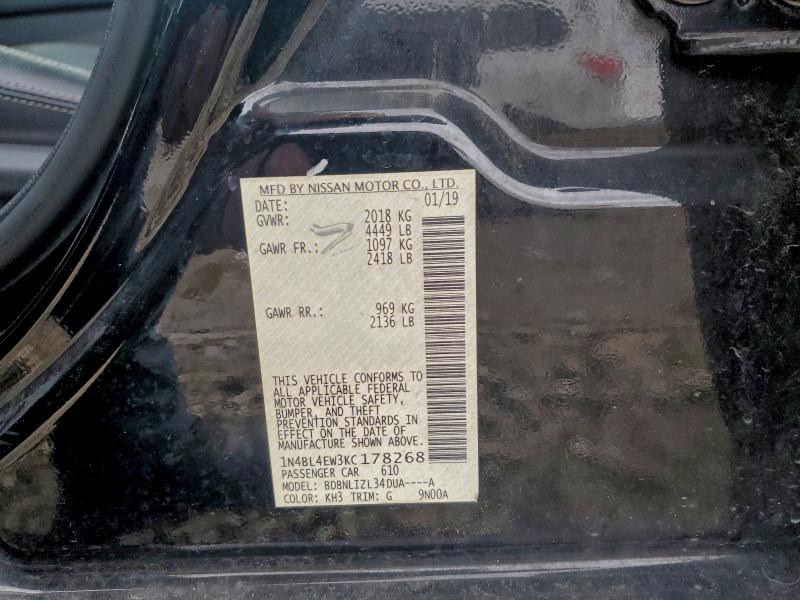 MFD BY NISSAN MOTOR CO., LTD.
DATE: 01/19
GVWR: 2018 KG
4449 LB
GAWR FR.: 1097 KG
2418 LB
GAWR RR.: 969 KG
2136 LB
THIS VEHICLE CONFORMS TO
ALL APPLICABLE FEDERAL
MOTOR VEHICLE SAFETY,
BUMPER, AND THEFT
PREVENTION STANDARDS IN
EFFECT ON THE DATE OF
MANUFACTURE SHOWN ABOVE.
1N4BL4EW3KC178268
PASSENGER CAR 610
MODEL: BDBNLIZL34DUA----A
COLOR: KH3 TRIM: G 9N00A